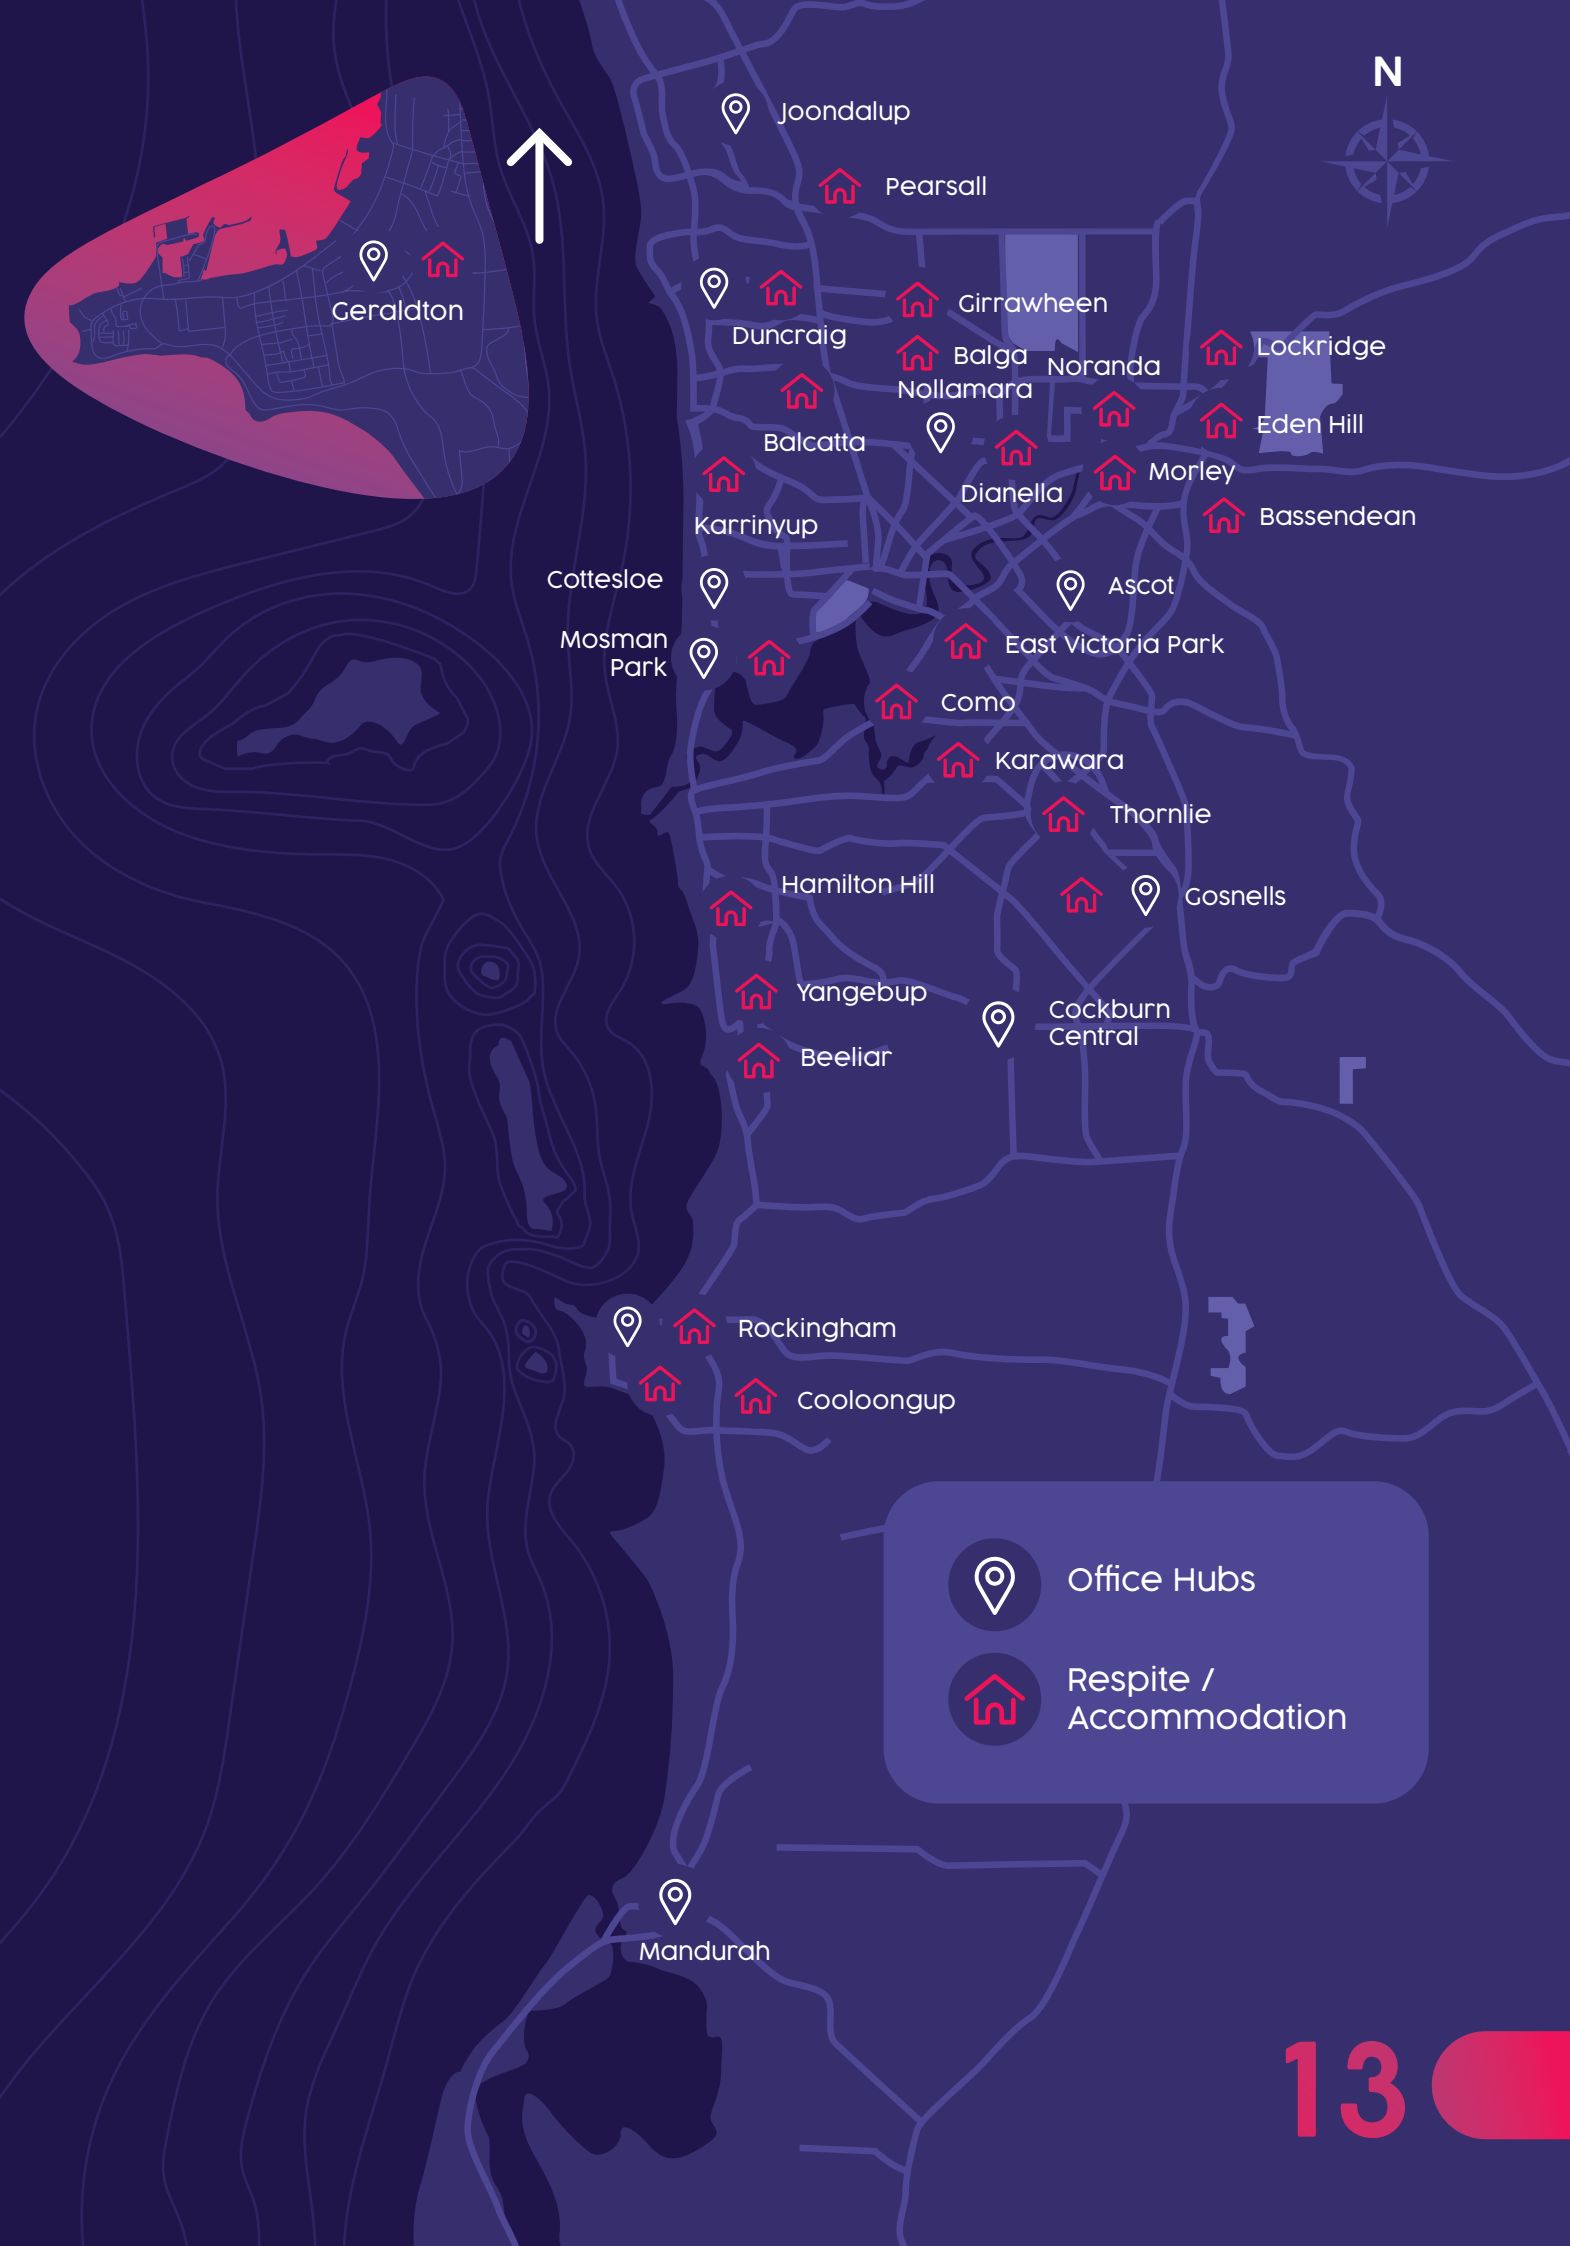 N
Joondalup
Pearsall
Geraldton
Duncraig
Girrawheen
Balga
Noranda
Lockridge
Nollamara
Balcatta
Eden Hill
Morley
Dianella
Karrinyup
Bassendean
Cottesloe
Ascot
Mosman
Park
East Victoria Park
Como
Karawara
Thornlie
Hamilton Hill
Gosnells
Yangebup
Cockburn
Central
Beeliar
Rockingham
Cooloongup
Office Hubs
Respite /
Accommodation
Mandurah
13